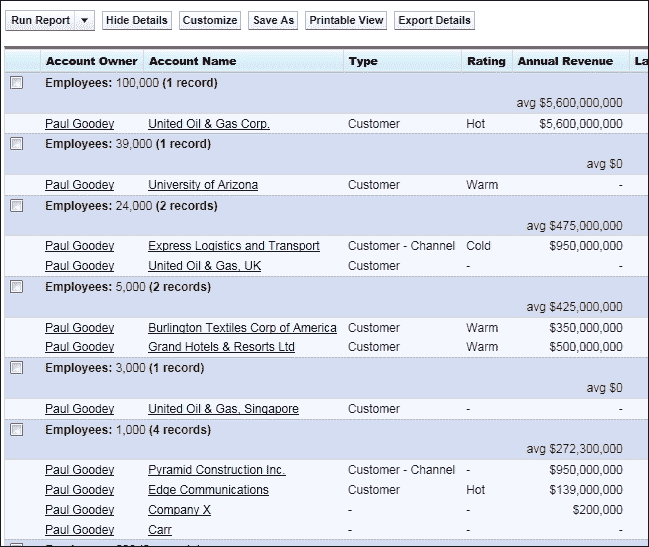 Run Report Hide Details Customize Save As Printable View Export Details
Account Owner Account Name Type Rating Annual Revenue La
Employees: 100,000 (1 record)
avg $5,600,000,000
Paul Goodey United Oil & Gas Corp. Customer Hot $5,600,000,000
Employees: 39,000 (1 record)
avg $0
Paul Goodey University of Arizona Customer Warm -
Employees: 24,000 (2 records)
avg $475,000,000
Paul Goodey Express Logistics and Transport Customer - Channel Cold $950,000,000
Paul Goodey United Oil & Gas, UK Customer - -
Employees: 5,000 (2 records)
avg $425,000,000
Paul Goodey Burlington Textiles Corp of America Customer Warm $350,000,000
Paul Goodey Grand Hotels & Resorts Ltd Customer Warm $500,000,000
Employees: 3,000 (1 record)
avg $0
Paul Goodey United Oil & Gas, Singapore Customer - -
Employees: 1,000 (4 records)
avg $272,300,000
Paul Goodey Pyramid Construction Inc. Customer - Channel - $950,000,000
Paul Goodey Edge Communications Customer Hot $139,000,000
Paul Goodey Company X - - $200,000
Paul Goodey Carr - - -